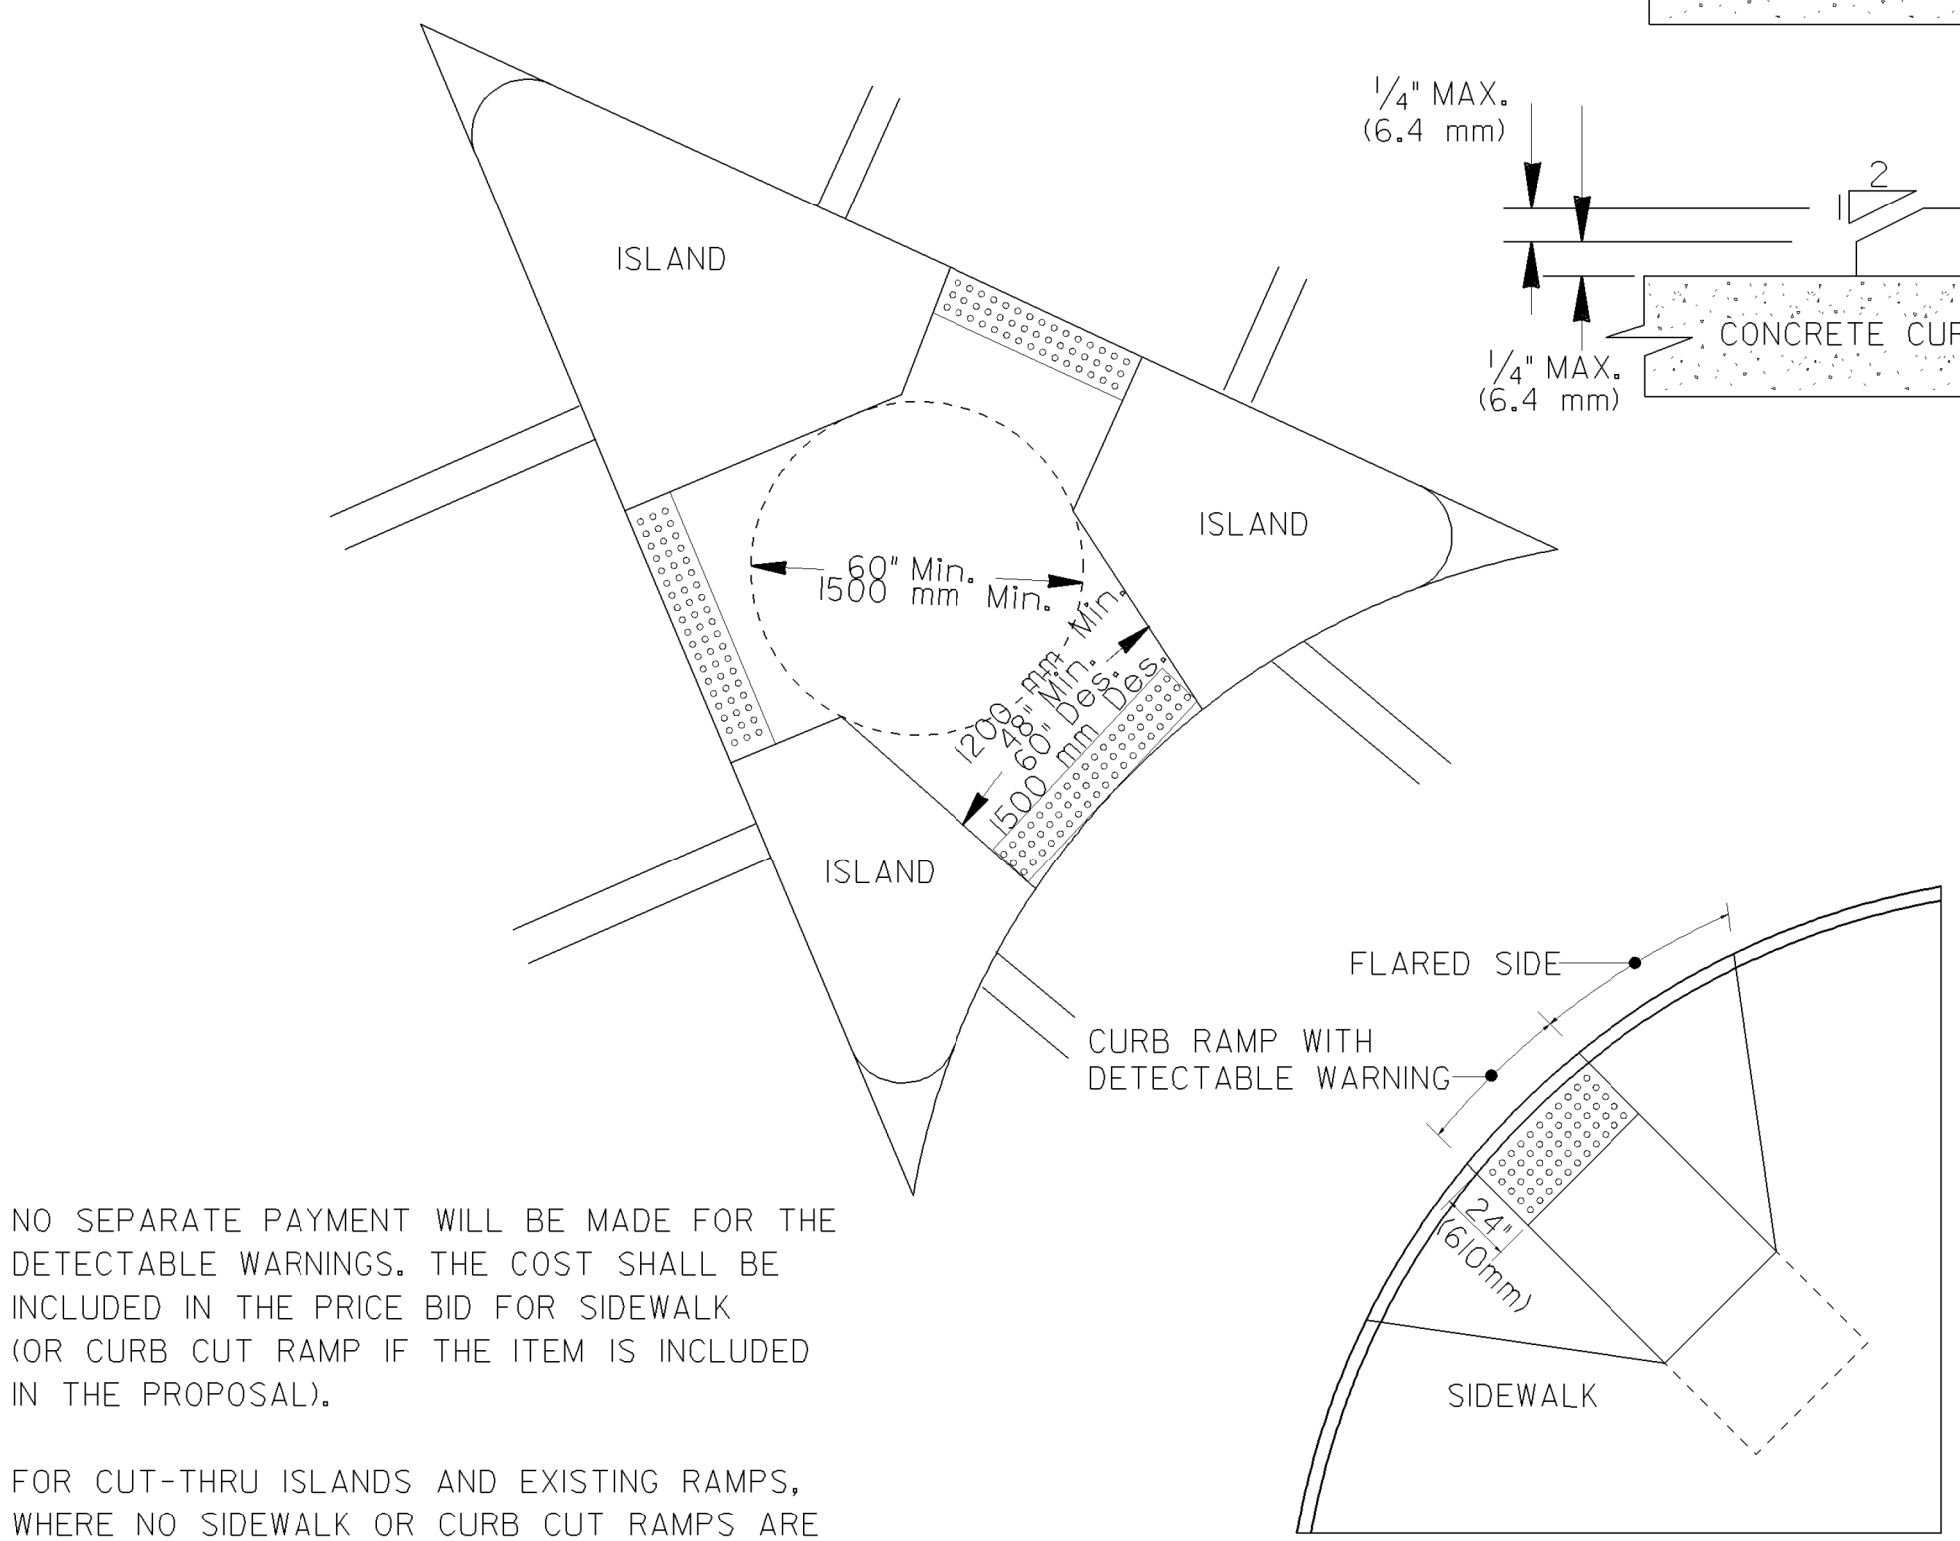 1/4" MAX.
(6.4 mm)
2
1
ISLAND
CONCRETE
1/4" MAX.
(6.4 mm)
ISLAND
60" Min.
1500 mm Min.
1200 mm Min.
48" Min.
60" Des.
1500 mm Des.
ISLAND
FLARED SIDE
CURB RAMP WITH
DETECTABLE WARNING
24"
(610mm)
SIDEWALK
NO SEPARATE PAYMENT WILL BE MADE FOR THE
DETECTABLE WARNINGS. THE COST SHALL BE
INCLUDED IN THE PRICE BID FOR SIDEWALK
(OR CURB CUT RAMP IF THE ITEM IS INCLUDED
IN THE PROPOSAL).
FOR CUT-THRU ISLANDS AND EXISTING RAMPS,
WHERE NO SIDEWALK OR CURB CUT RAMPS ARE